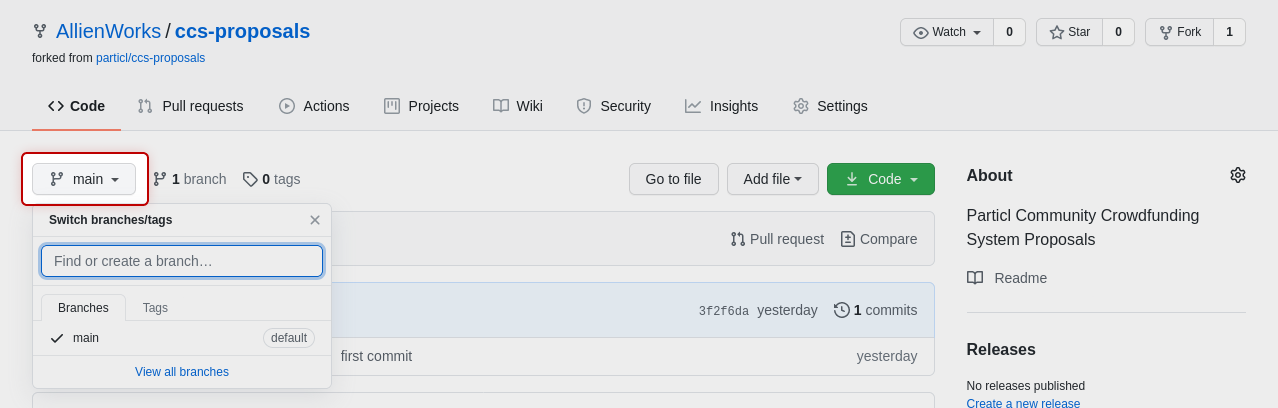 AllienWorks / ccs-proposals
Watch 0 Star 0 Fork 1
forked from particl/ccs-proposals
Code Pull requests Actions Projects Wiki Security Insights Settings
main 1 branch 0 tags Go to file Add file Code
About
Switch branches/tags
Find or create a branch…
Branches Tags
main default
View all branches
Pull request Compare
3f2f6da yesterday 1 commits
first commit yesterday
Particl Community Crowdfunding
System Proposals
Readme
Releases
No releases published
Create a new release